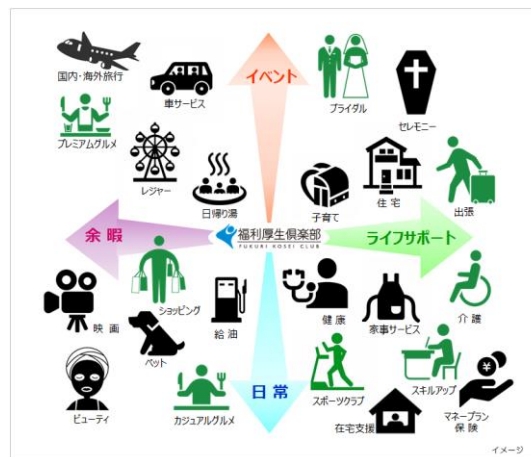 国内・海外旅行
車サービス
イベント
ブライダル
セレモニー
プレミアムグルメ
レジャー
日帰り湯
子育て
住宅
出張
余暇
福利厚生倶楽部
FUKURI KOSEI CLUB
ライフサポート
映画
ショッピング
ペット
給油
健康
家事サービス
介護
ビューティ
カジュアルグルメ
日常
スポーツクラブ
在宅支援
スキルアップ
マネープラン
保険
イメージ